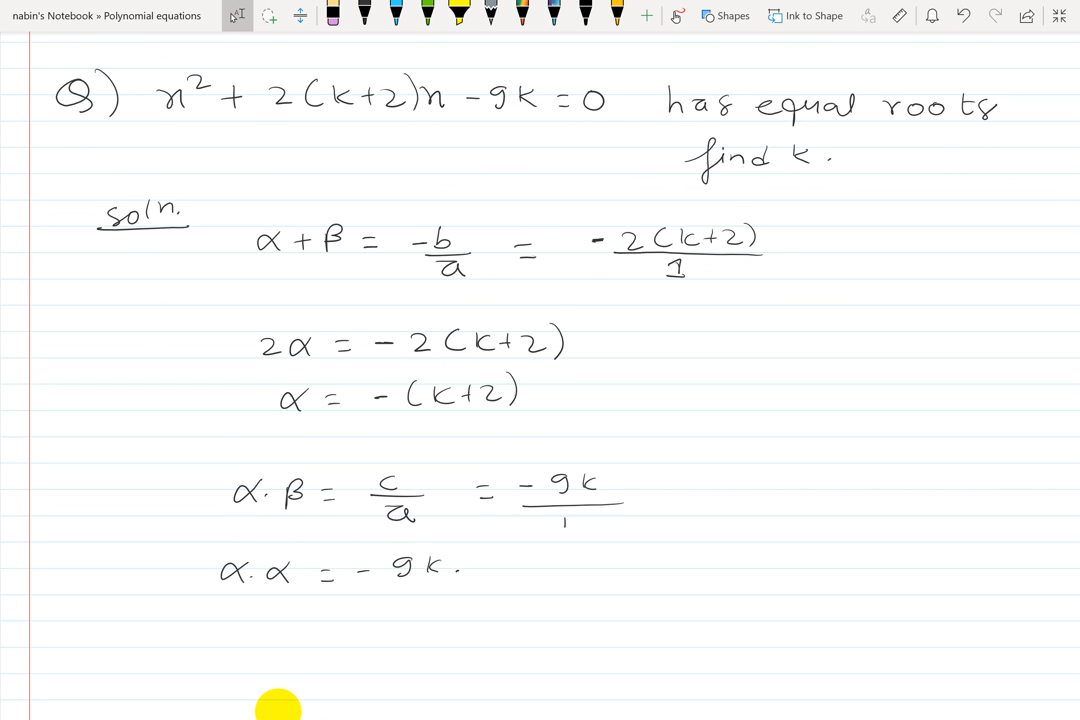 nabin's Notebook » Polynomial equations
Shapes
Ink to Shape
Q) x² + 2(k+2)x - 9k = 0 has equal roots
find k.
soln.
α + β = -b/a = -2(k+2)/1
2α = -2(k+2)
α = -(k+2)
α. β = c/a = -9k/1
α. α = -9k.